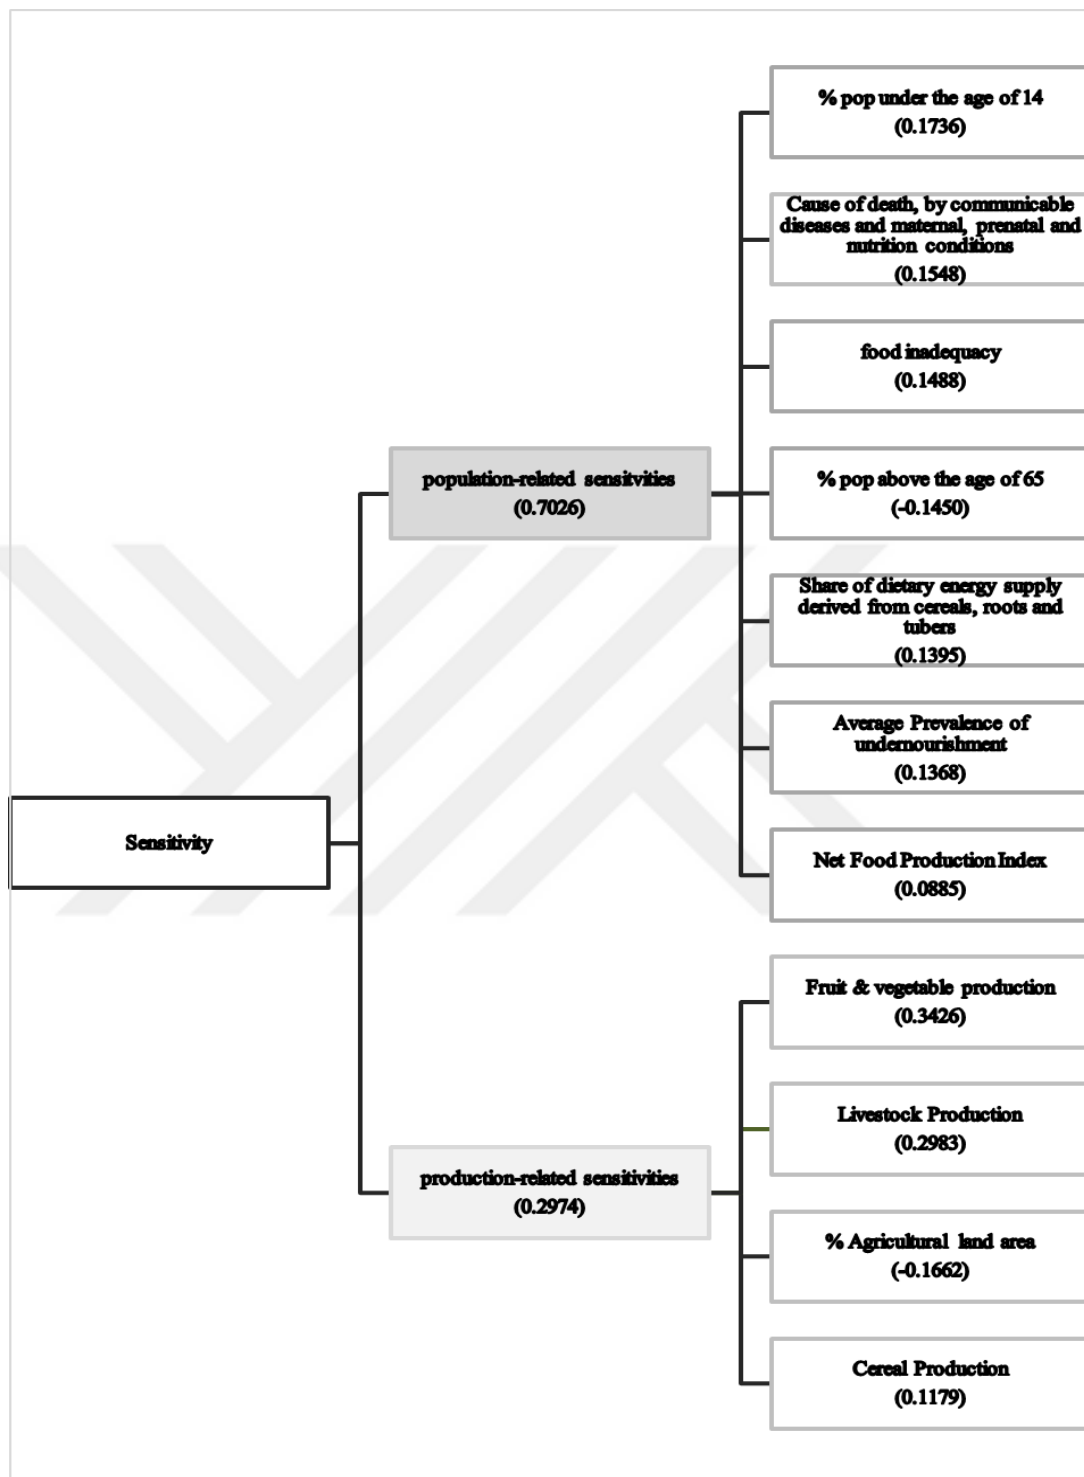 % pop under the age of 14
(0.1736)
Cause of death, by communicable
diseases and maternal, prenatal and
nutrition conditions
(0.1548)
food inadequacy
(0.1488)
population-related sensitvities
(0.7026)
% pop above the age of 65
(-0.1450)
Share of dietary energy supply
derived from cereals, roots and
tubers
(0.1395)
Average Prevalence of
undernourishment
(0.1368)
Sensitivity
Net Food Production Index
(0.0885)
Fruit & vegetable production
(0.3426)
Livestock Production
(0.2983)
production-related sensitivities
(0.2974)
% Agricultural land area
(-0.1662)
Cereal Production
(0.1179)